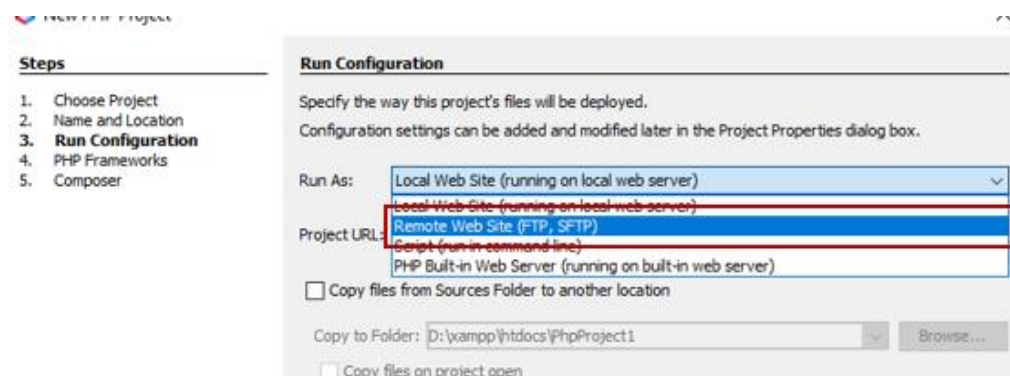 New PHP Project
Steps
1. Choose Project
2. Name and Location
3. Run Configuration
4. PHP Frameworks
5. Composer
Run Configuration
Specify the way this project's files will be deployed.
Configuration settings can be added and modified later in the Project Properties dialog box.
Run As: Local Web Site (running on local web server)
Local Web Site (running on local web server)
Remote Web Site (FTP, SFTP)
Project URL:
Script (run in command line)
PHP Built-in Web Server (running on built-in web server)
Copy files from Sources Folder to another location
Copy to Folder: D:\xampp\htdocs\PhpProject1 Browse...
Copy files on project open